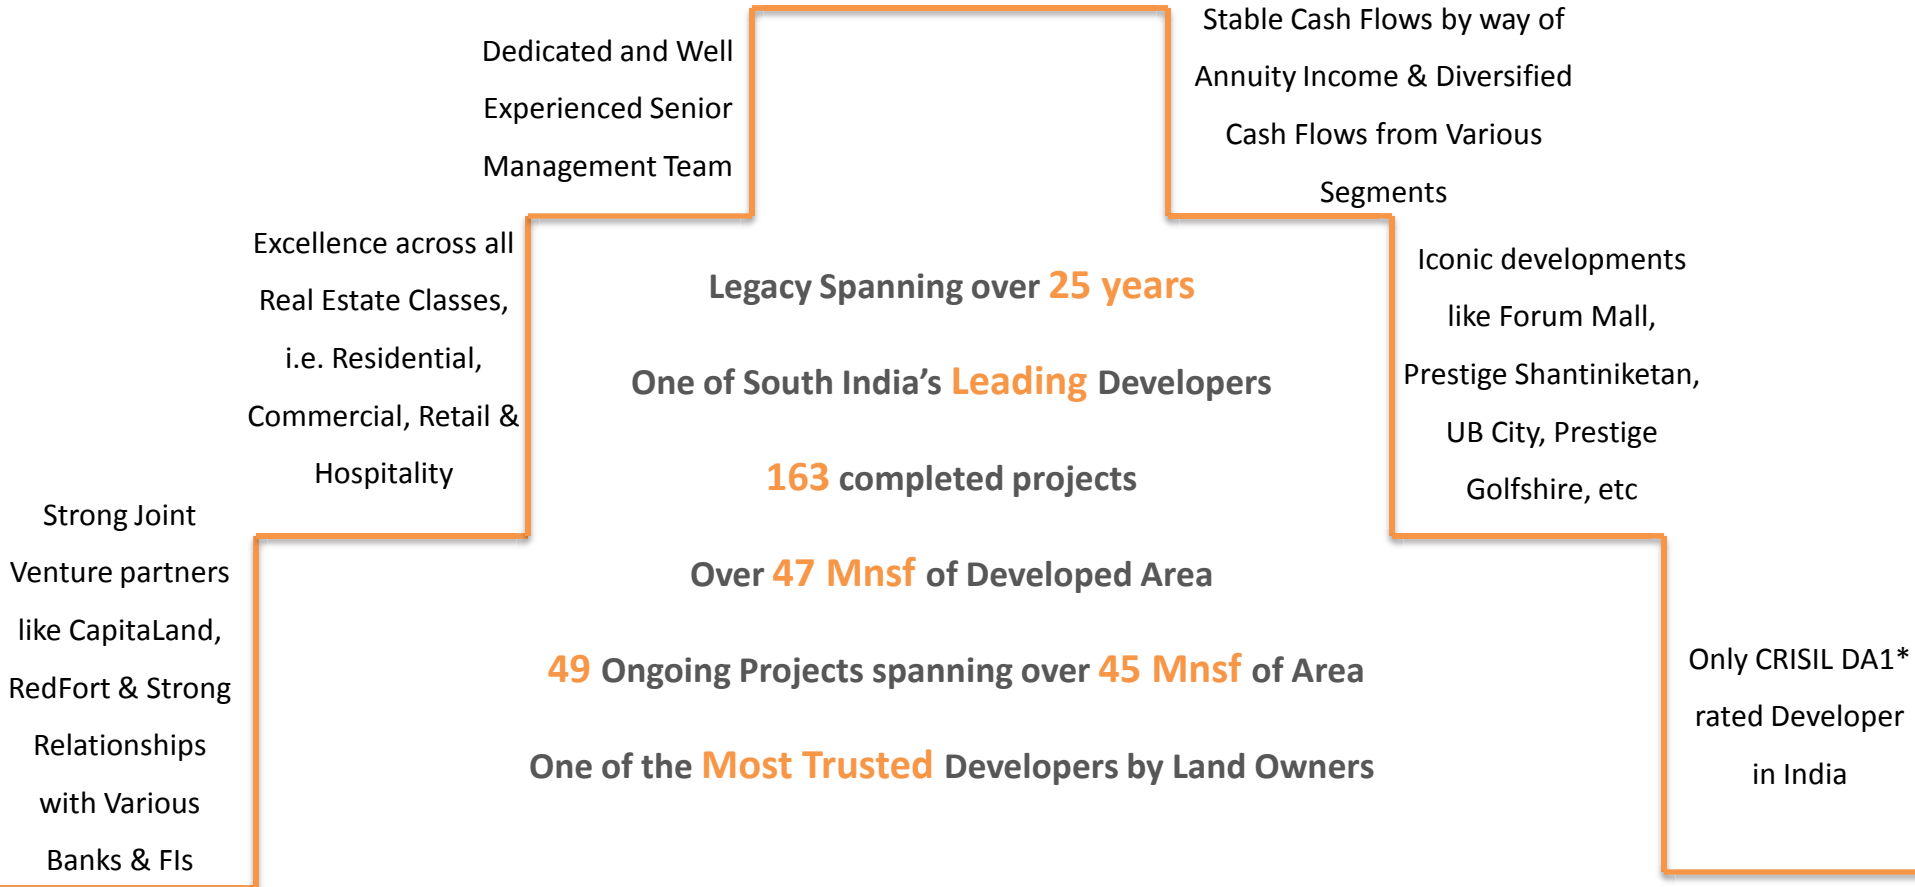 Dedicated and Well
Experienced Senior
Management Team
Stable Cash Flows by way of
Annuity Income & Diversified
Cash Flows from Various
Segments
Excellence across all
Real Estate Classes,
i.e. Residential,
Commercial, Retail &
Hospitality
Legacy Spanning over 25 years
One of South India’s Leading Developers
163 completed projects
Over 47 Mnsf of Developed Area
49 Ongoing Projects spanning over 45 Mnsf of Area
One of the Most Trusted Developers by Land Owners
Iconic developments
like Forum Mall,
Prestige Shantiniketan,
UB City, Prestige
Golfshire, etc
Strong Joint
Venture partners
like CapitaLand,
RedFort & Strong
Relationships
with Various
Banks & FIs
Only CRISIL DA1*
rated Developer
in India